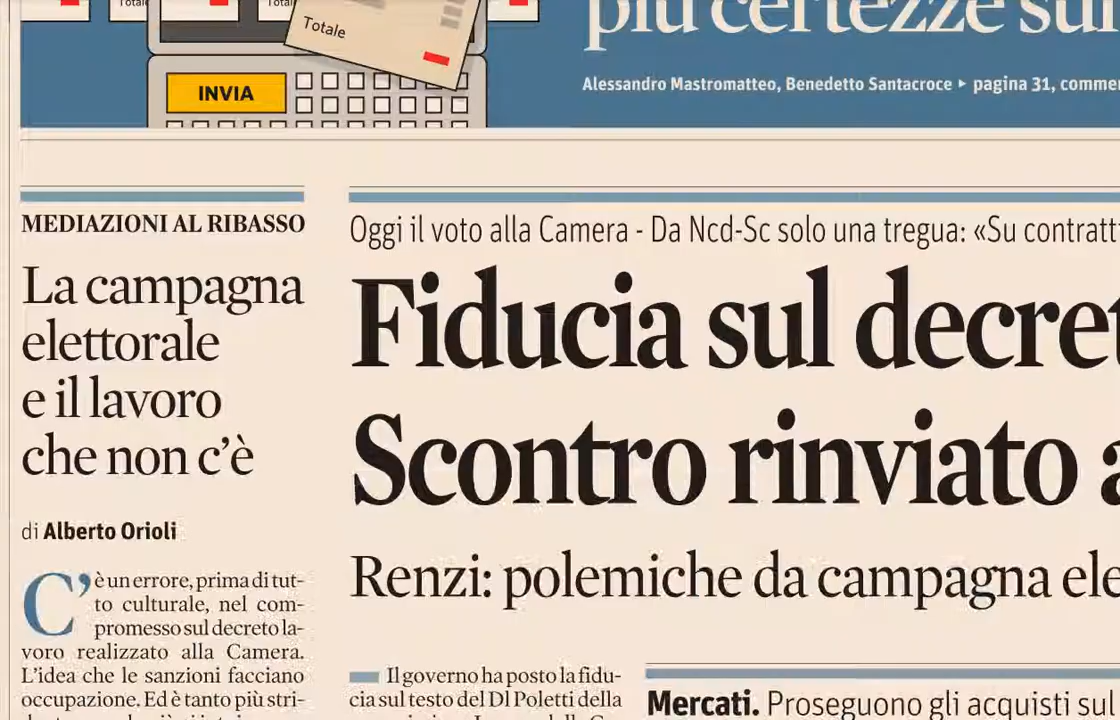 Totale
Totale
Totale
INVIA
più certezze sul
Alessandro Mastromatteo, Benedetto Santacroce ▸ pagina 31, comme
MEDIAZIONI AL RIBASSO
La campagna
elettorale
e il lavoro
che non c’è
di Alberto Orioli
C’è un errore, prima di tut-
to culturale, nel com-
promesso sul decreto la-
voro realizzato alla Camera.
L’idea che le sanzioni facciano
occupazione. Ed è tanto più stri-
Oggi il voto alla Camera - Da Ncd-Sc solo una tregua: «Su contratt
Fiducia sul decret
Scontro rinviato a
Renzi: polemiche da campagna ele
Il governo ha posto la fidu-
cia sul testo del Dl Poletti della
Mercati. Proseguono gli acquisti sui